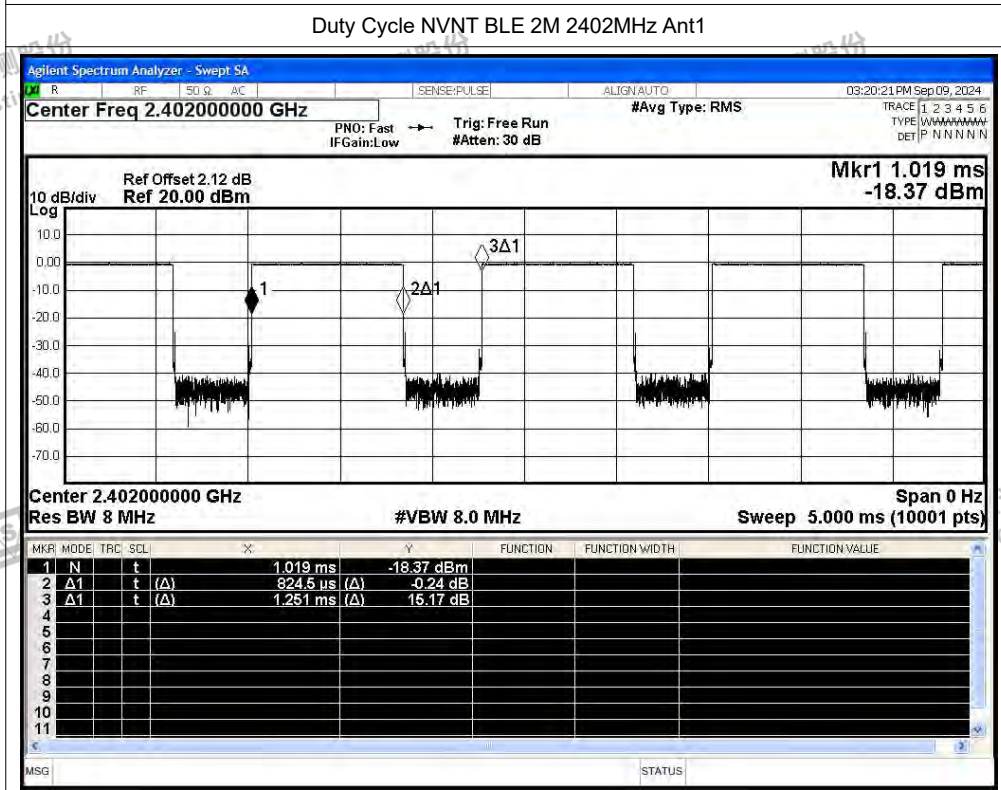 Duty Cycle NVNT BLE 2M 2402MHz Ant1
Agilent Spectrum Analyzer - Swept SA
R RF 50 Ω AC SENSE:PULSE ALIGN AUTO 03:20:21 PM Sep 09, 2024
Center Freq 2.402000000 GHz #Avg Type: RMS TRACE 1 2 3 4 5 6
PNO: Fast Trig: Free Run TYPE
IFGain:Low #Atten: 30 dB DET P N N N N N
Mkr1 1.019 ms
Ref Offset 2.12 dB
10 dB/div Ref 20.00 dBm -18.37 dBm
Log
10.0
3Δ1
0.00
1 2Δ1
-10.0
-20.0
-30.0
-40.0
-50.0
-60.0
-70.0
Center 2.402000000 GHz Span 0 Hz
Res BW 8 MHz #VBW 8.0 MHz Sweep 5.000 ms (10001 pts)
MKR MODE TRC SCL X Y FUNCTION FUNCTION WIDTH FUNCTION VALUE
1 N t 1.019 ms -18.37 dBm
2 Δ1 t (Δ) 824.5 µs (Δ) -0.24 dB
3 Δ1 t (Δ) 1.251 ms (Δ) 15.17 dB
4
5
6
7
8
9
10
11
MSG STATUS